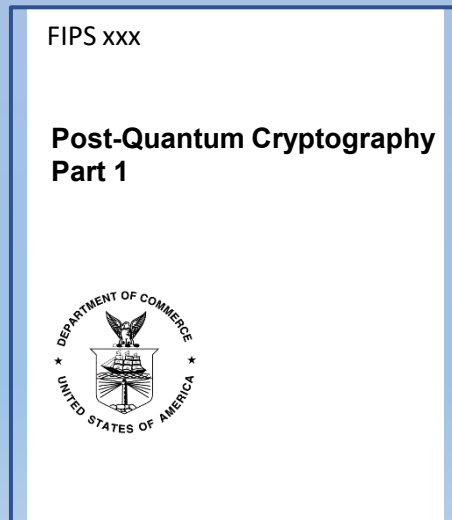 FIPS xxx
Post-Quantum Cryptography
Part 1
DEPARTMENT OF COMMERCE
★ UNITED STATES OF AMERICA ★